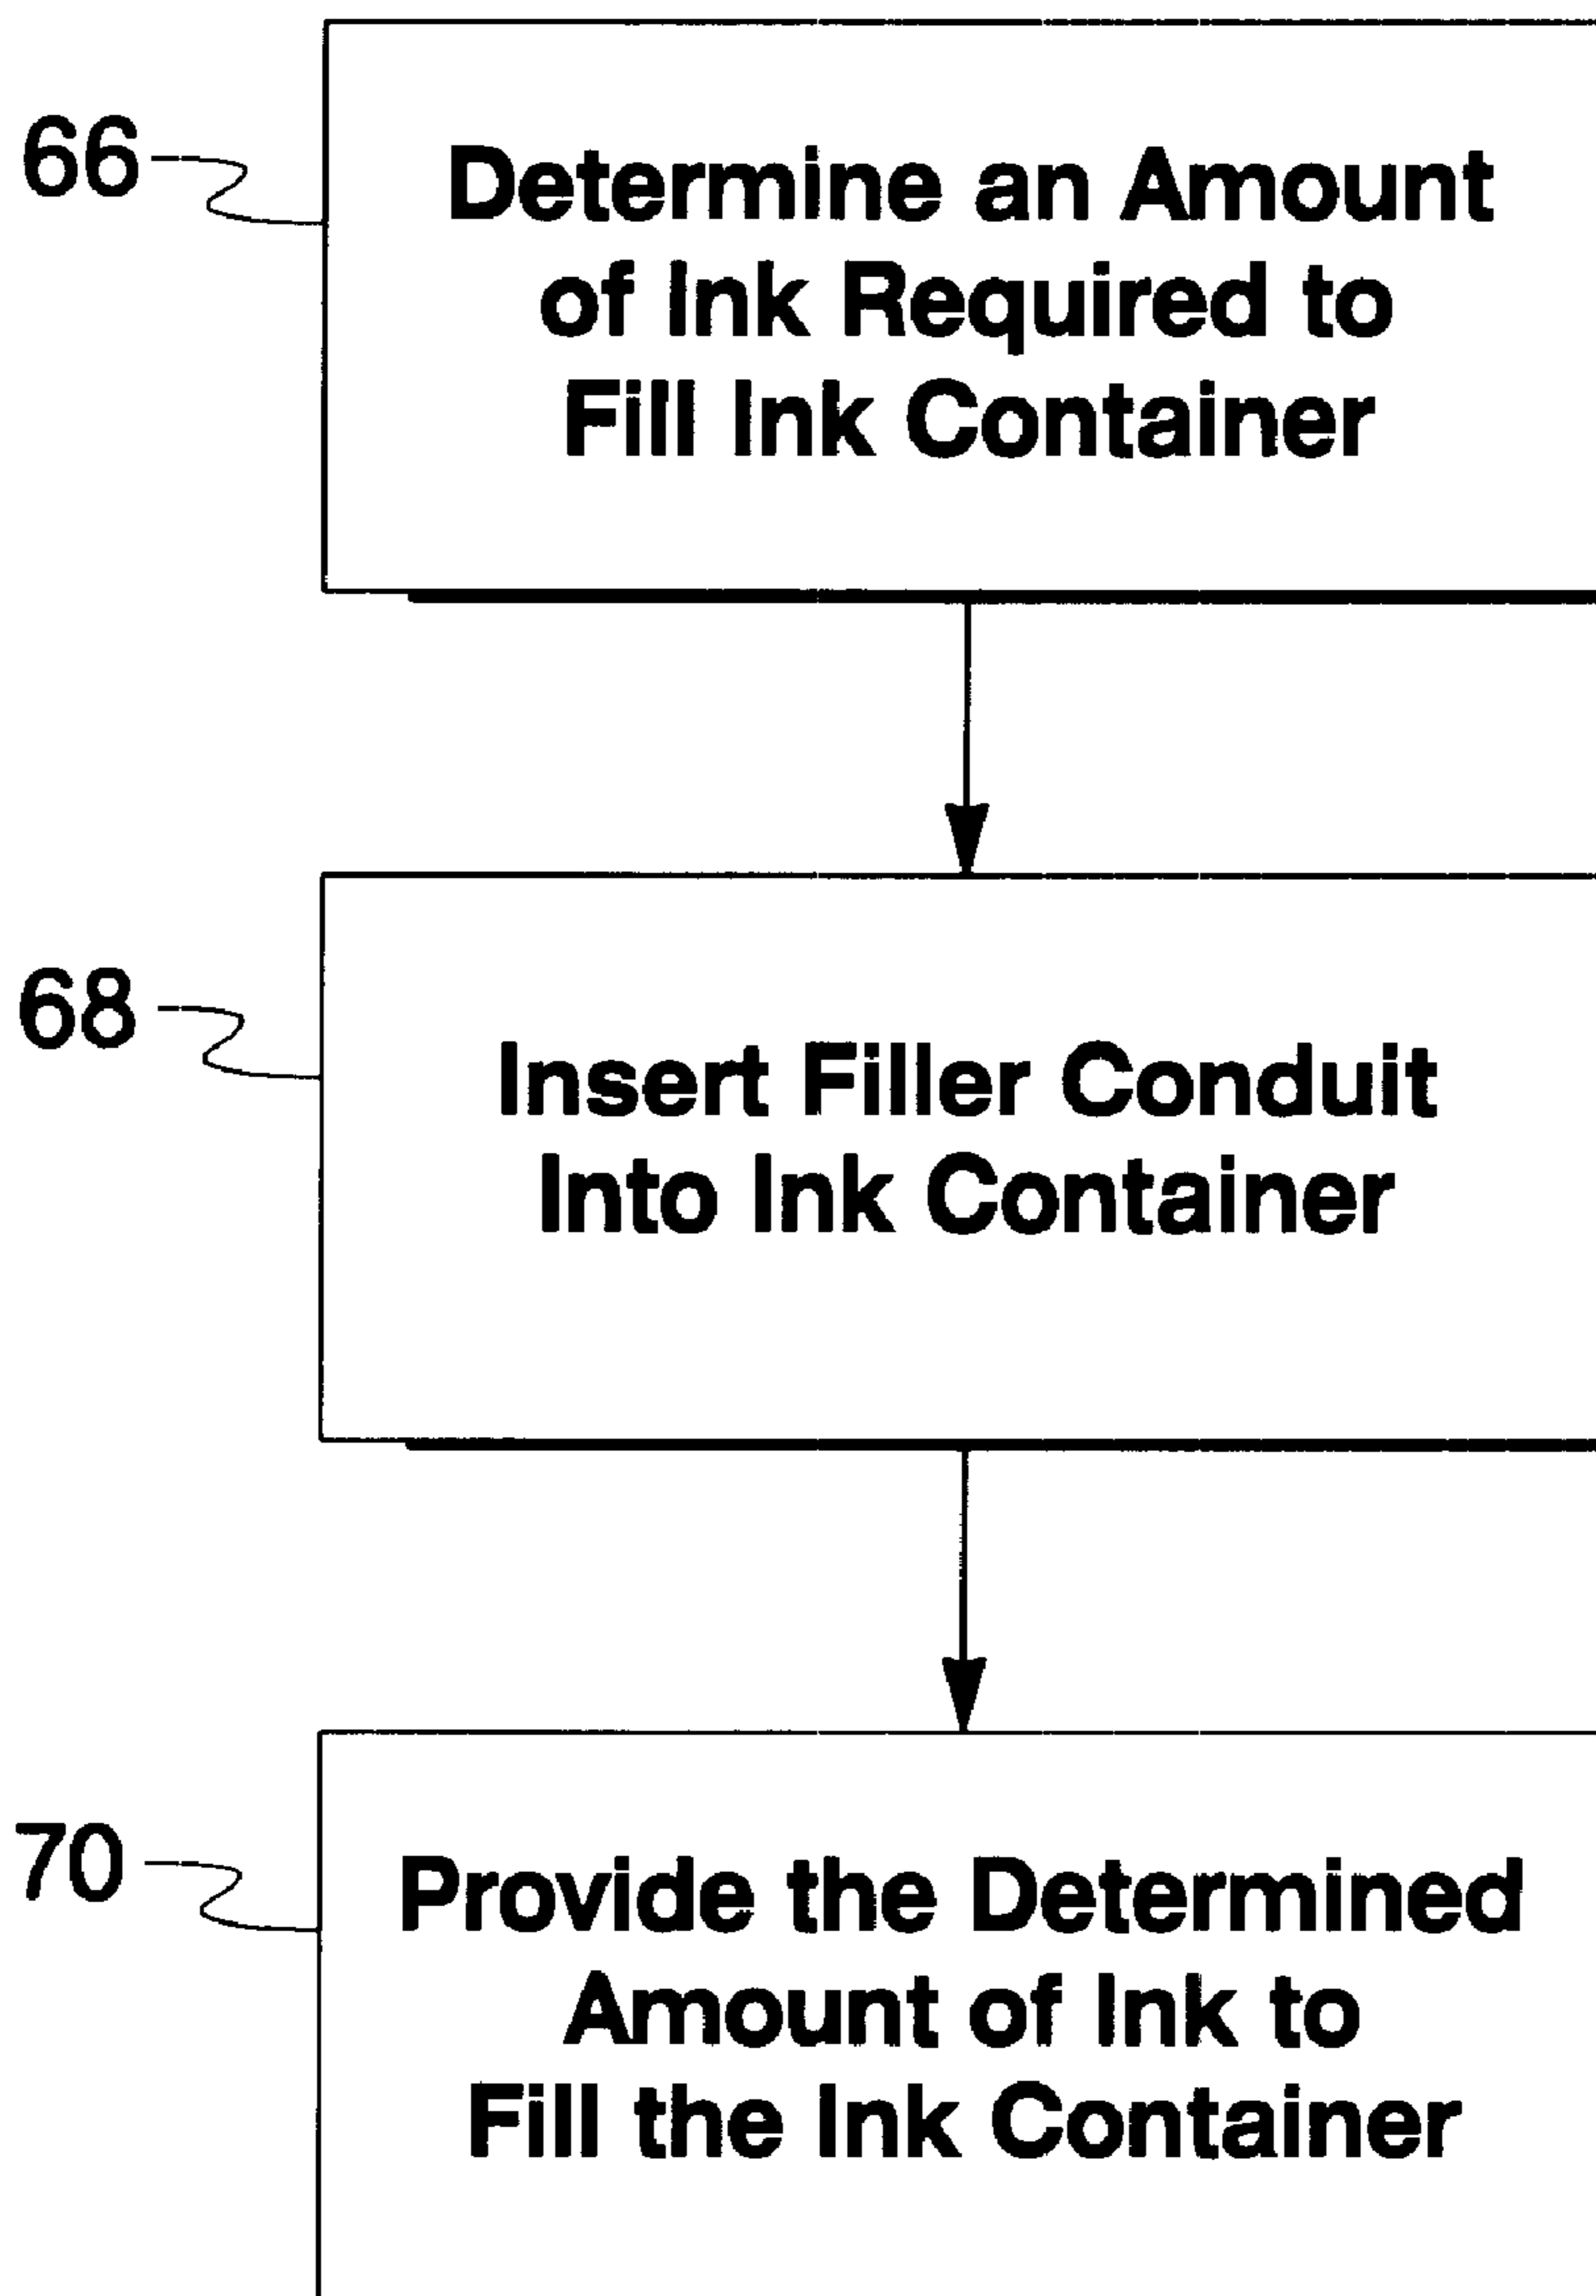 66
Determine an Amount
of Ink Required to
Fill Ink Container
68
Insert Filler Conduit
Into Ink Container
70
Provide the Determined
Amount of Ink to
Fill the Ink Container